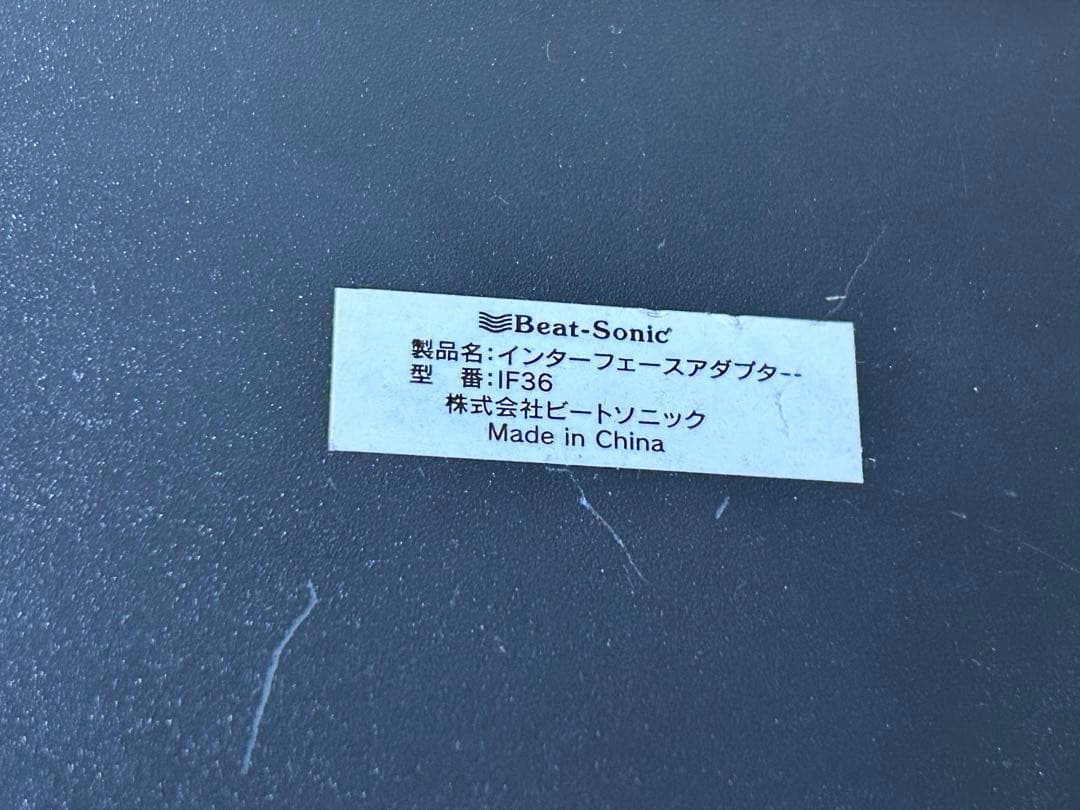 Beat-Sonic
製品名:インターフェースアダプター
型 番:IF36
株式会社ビートソニック
Made in China